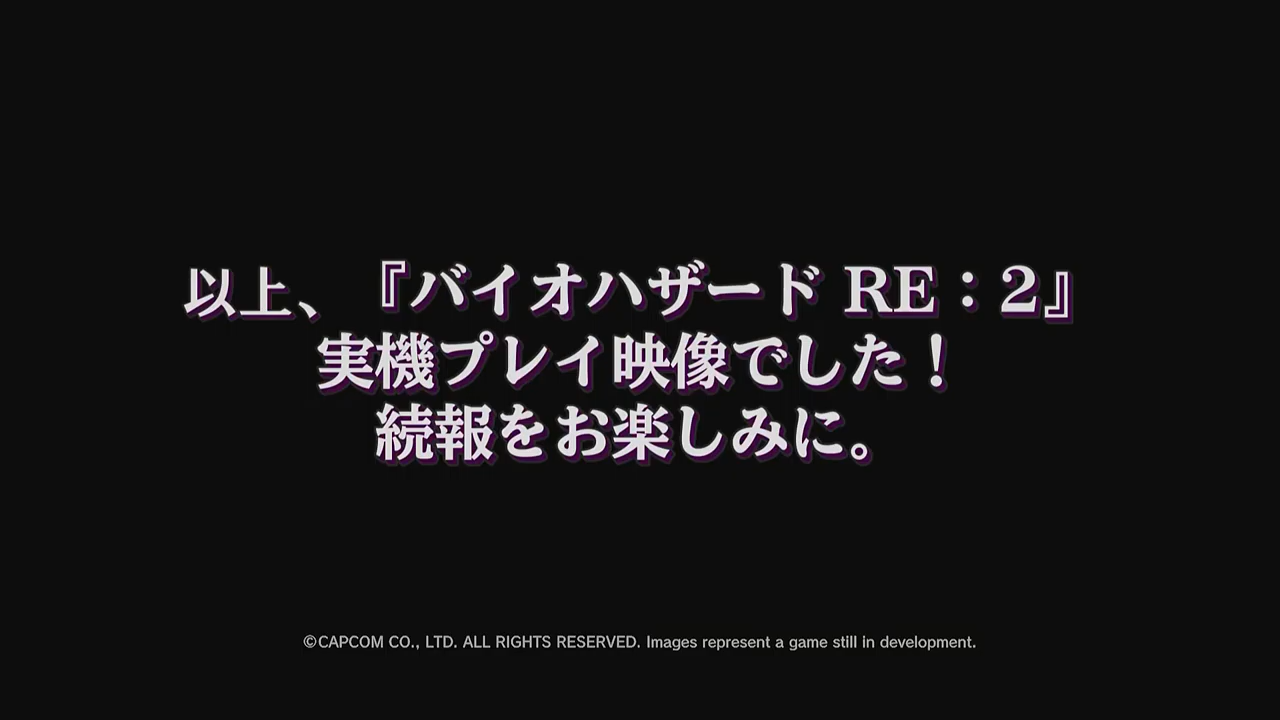 以上、『バイオハザード RE：2』
実機プレイ映像でした！
続報をお楽しみに。
©CAPCOM CO., LTD. ALL RIGHTS RESERVED. Images represent a game still in development.